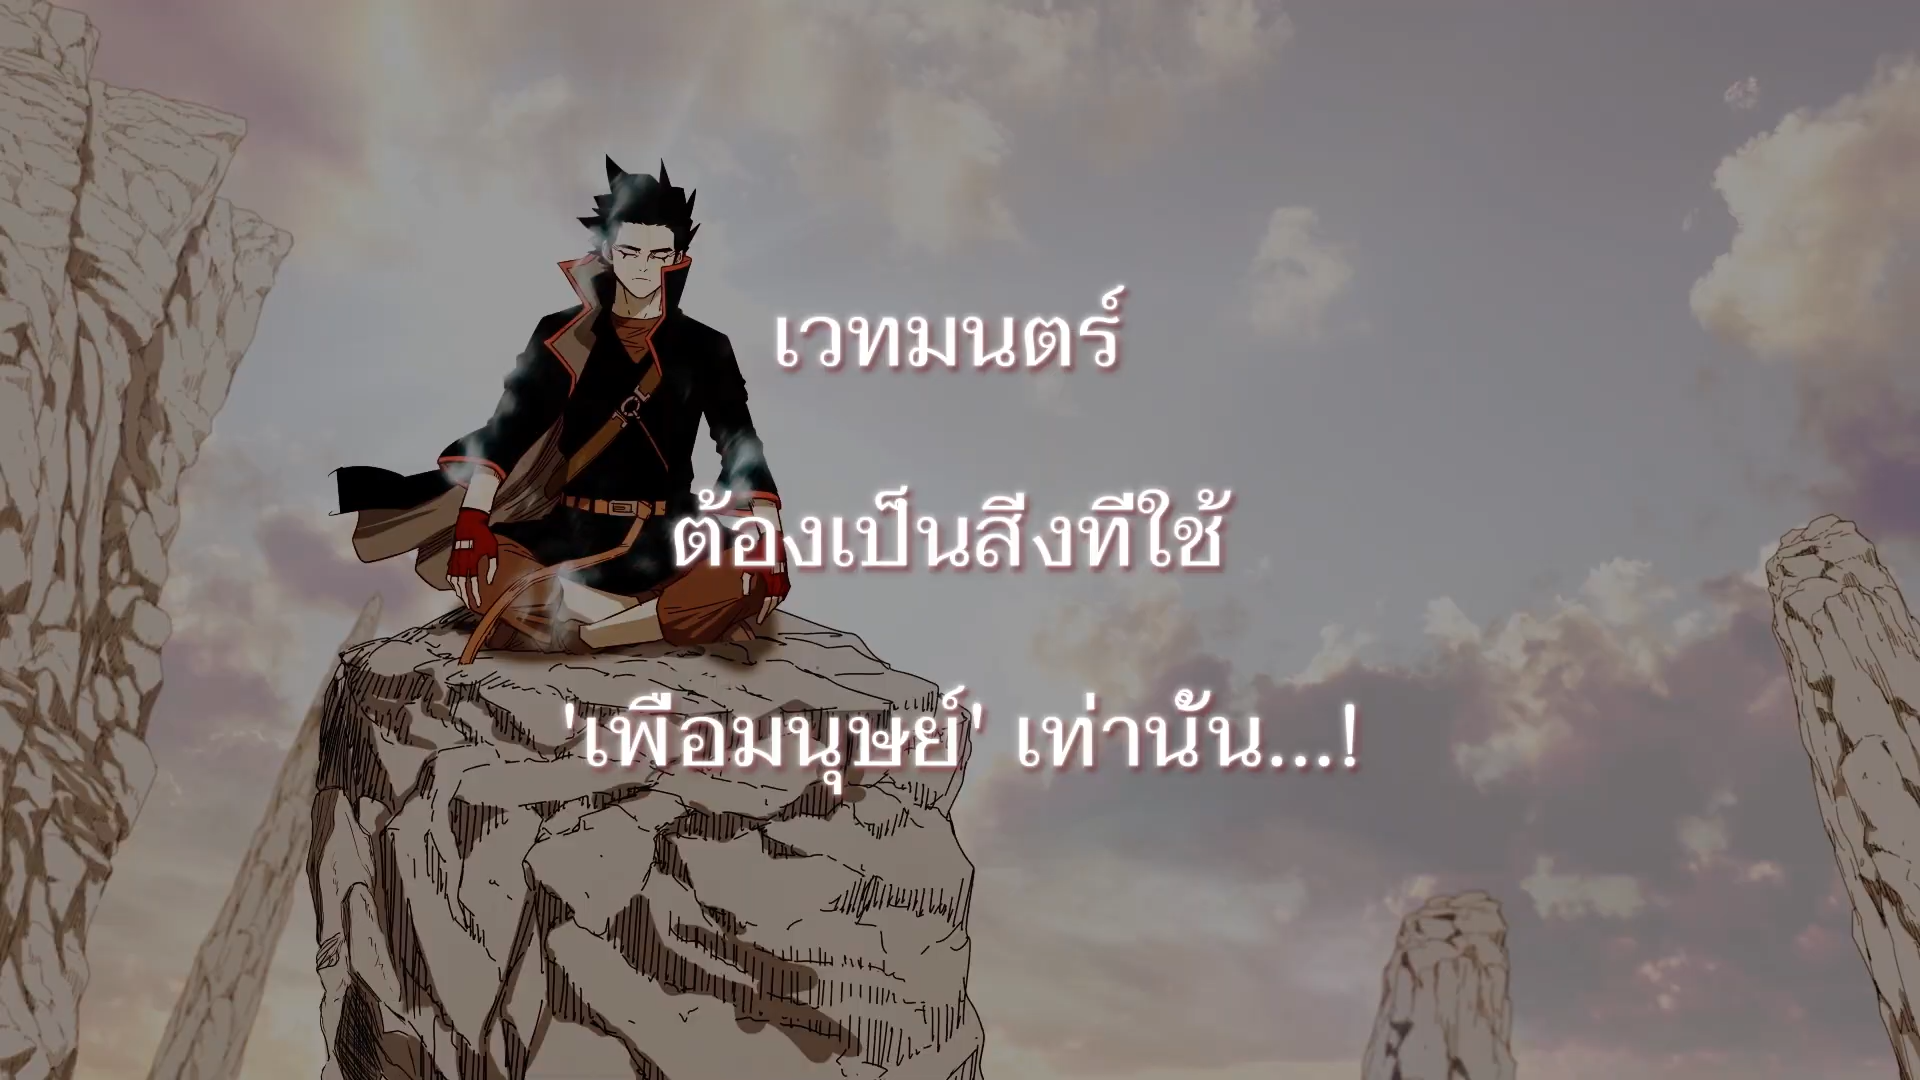 เวทมนตร์
ต้องเป็นสิ่งที่ใช้
'เพื่อมนุษย์' เท่านั้น...!